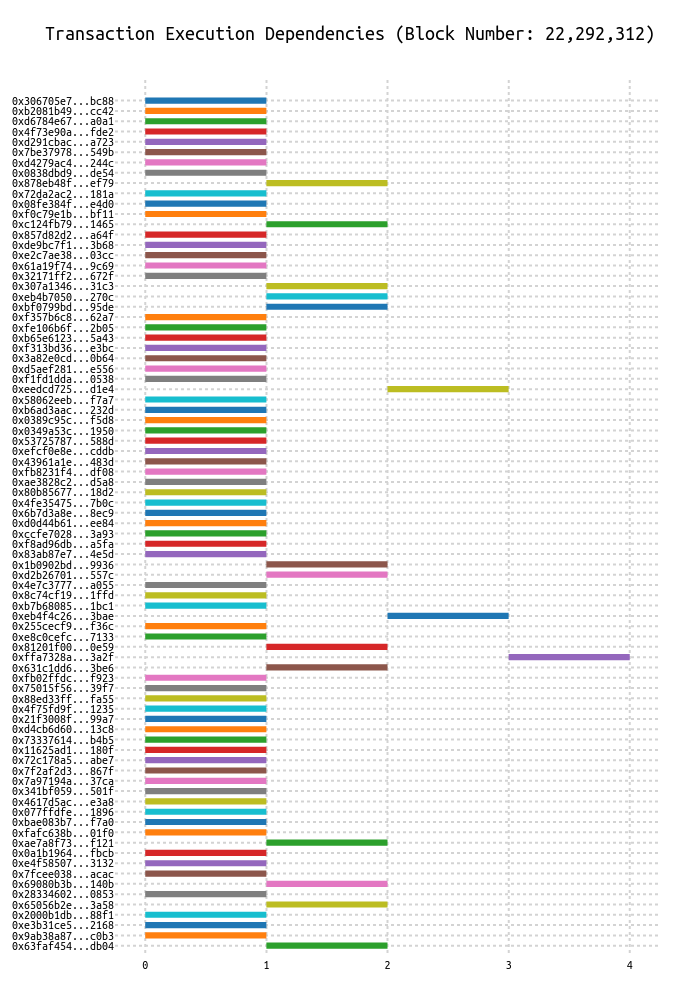 Transaction Execution Dependencies (Block Number: 22,292,312)
0x306705e7...bc88
0xb2081b49...cc42
0xd6784e67...a0a1
0x4f73e90a...fde2
0xd291cbac...a723
0x7be37978...549b
0xd4279ac4...244c
0x0838dbd9...de54
0x878eb48f...ef79
0x72da2ac2...181a
0x08fe384f...e4d0
0xf0c79e1b...bf11
0xc124fb79...1465
0x857d82d2...a64f
0xde9bc7f1...3b68
0xe2c7ae38...03cc
0x61a19f74...9c69
0x32171ff2...672f
0x307a1346...31c3
0xeb4b7050...270c
0xbf0799bd...95de
0xf357b6c8...62a7
0xfe106b6f...2b05
0xb65e6123...5a43
0xf313bd36...e3bc
0x3a82e0cd...0b64
0xd5aef281...e556
0xf1fd1dda...0538
0xeedcd725...d1e4
0x58062eeb...f7a7
0xb6ad3aac...232d
0x0389c95c...f5d8
0x0349a53c...1950
0x53725787...588d
0xefcf0e8e...cddb
0x43961a1e...483d
0xfb8231f4...df08
0xae3828c2...d5a8
0x80b85677...18d2
0x4fe35475...7b0c
0x6b7d3a8e...8ec9
0xd0d44b61...ee84
0xccfe7028...3a93
0xf8ad96db...a5fa
0x83ab87e7...4e5d
0x1b0902bd...9936
0xd2b26701...557c
0x4e7c3777...a055
0x8c74cf19...1ffd
0xb7b68085...1bc1
0xeb4f4c26...3bae
0x255cecf9...f36c
0xe8c0cefc...7133
0x81201f00...0e59
0xffa7328a...3a2f
0x631c1dd6...3be6
0xfb02ffdc...f923
0x75015f56...39f7
0x88ed33ff...fa55
0x4f75fd9f...1235
0x21f3008f...99a7
0xd4cb6d60...13c8
0x73337614...b4b5
0x11625ad1...180f
0x72c178a5...abe7
0x7f2af2d3...867f
0x7a97194a...37ca
0x341bf059...501f
0x4617d5ac...e3a8
0x077ffdfe...1896
0xbae083b7...f7a0
0xfafc638b...01f0
0xae7a8f73...f121
0x0a1b1964...fbcb
0xe4f58507...3132
0x7fcee038...acac
0x69080b3b...140b
0x28334602...0853
0x65056b2e...3a58
0x2000b1db...88f1
0xe3b31ce5...2168
0x9ab38a87...c0b3
0x63faf454...db04
0 1 2 3 4